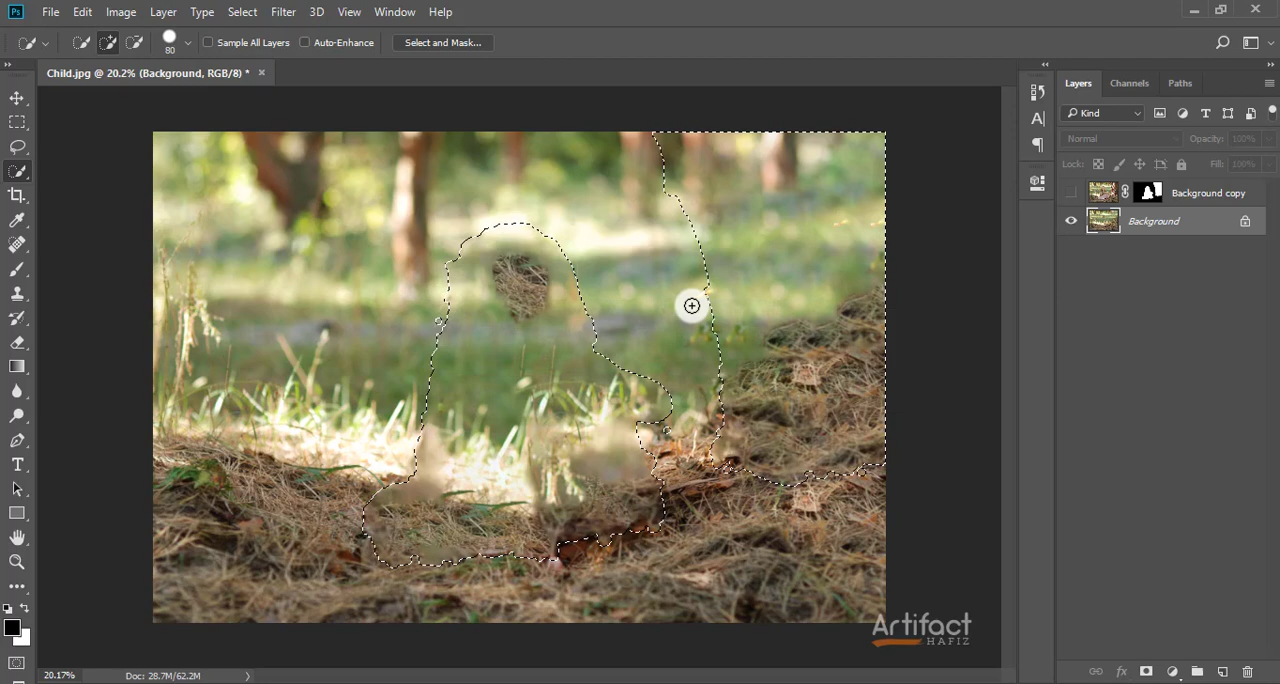 Ps File Edit Image Layer Type Select Filter 3D View Window Help
80 Sample All Layers Auto-Enhance Select and Mask...
Child.jpg @ 20.2% (Background, RGB/8) * ×
Layers Channels Paths
Kind
Normal Opacity: 100%
Lock: Fill: 100%
Background copy
Background
Artifact
HAFIZ
20.17% Doc: 28.7M/62.2M